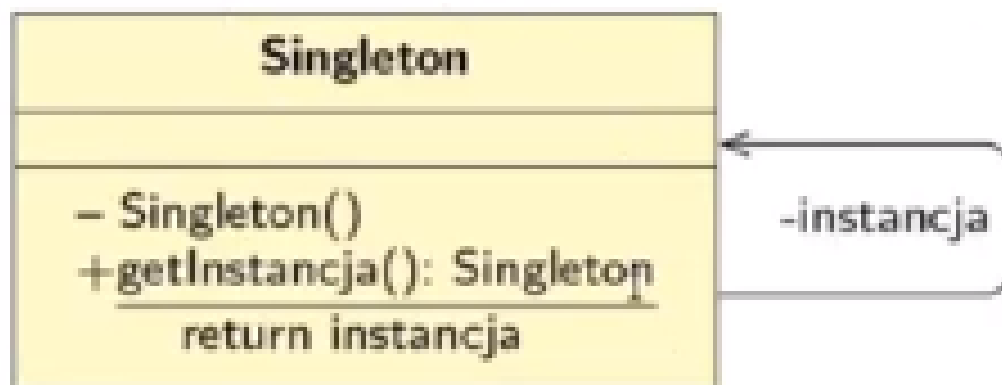 Singleton
– Singleton()
+getInstancja(): Singleton
return instancja
-instancja